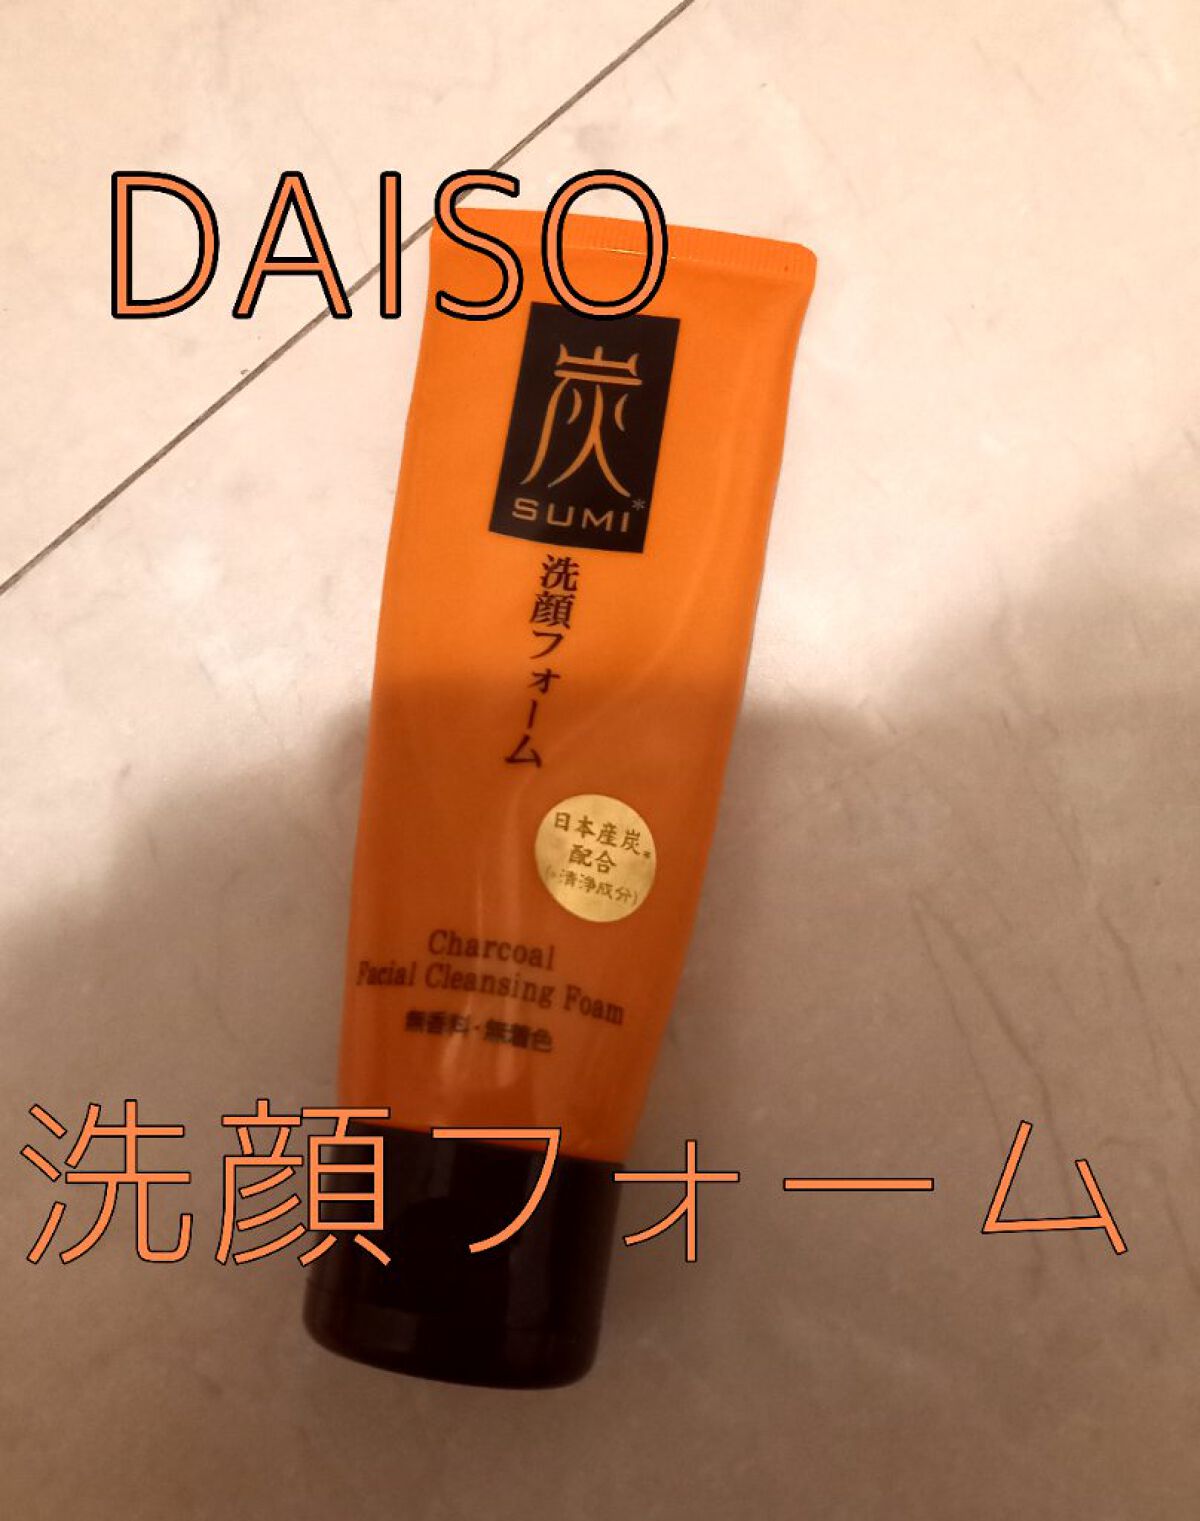 DAISO
炭
SUMI*
洗顔フォーム
日本産炭*
配合
(*清浄成分)
Charcoal
Facial Cleansing Foam
無香料・無着色
洗顔フォーム